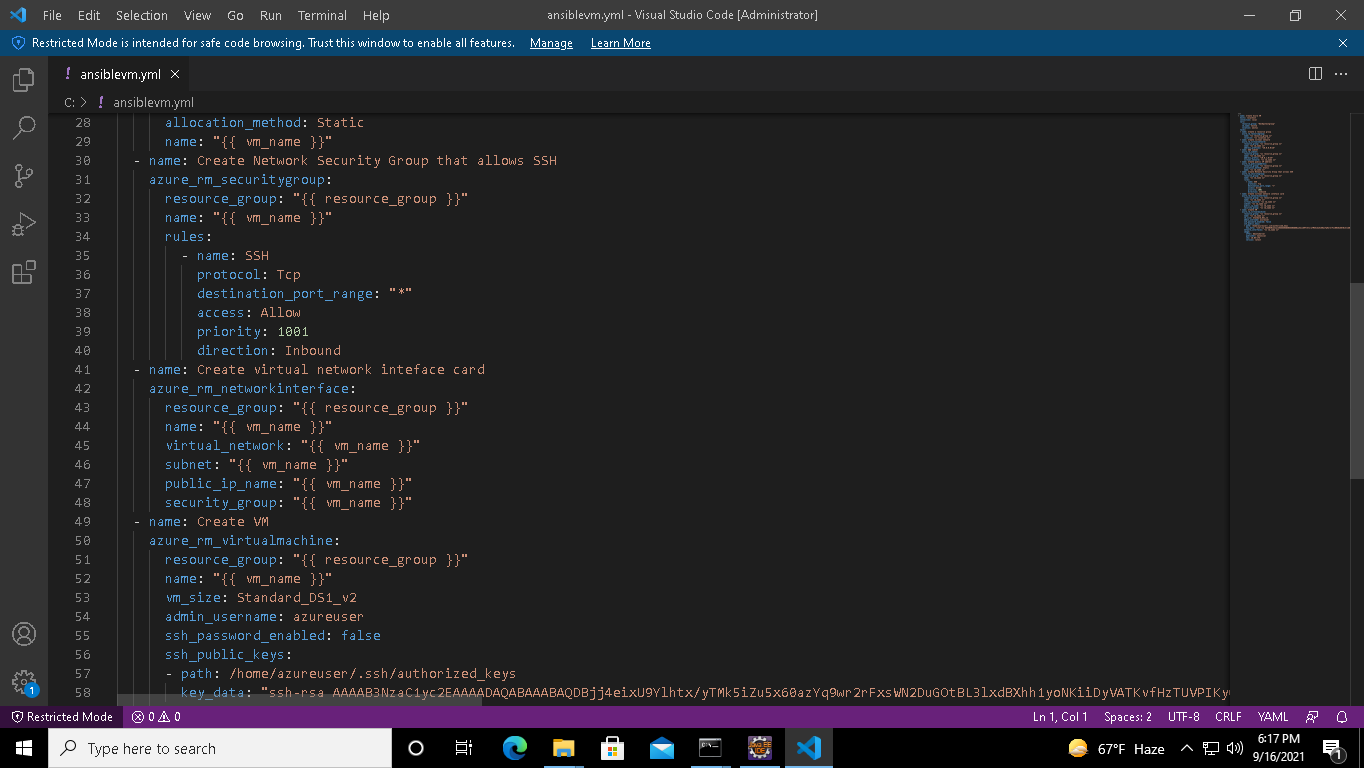 File Edit Selection View Go Run Terminal Help ansiblevm.yml - Visual Studio Code [Administrator]
Restricted Mode is intended for safe code browsing. Trust this window to enable all features. Manage Learn More
! ansiblevm.yml
C: > ! ansiblevm.yml
28 allocation_method: Static
29 name: "{{ vm_name }}"
30 - name: Create Network Security Group that allows SSH
31 azure_rm_securitygroup:
32 resource_group: "{{ resource_group }}"
33 name: "{{ vm_name }}"
34 rules:
35 - name: SSH
36 protocol: Tcp
37 destination_port_range: "*"
38 access: Allow
39 priority: 1001
40 direction: Inbound
41 - name: Create virtual network inteface card
42 azure_rm_networkinterface:
43 resource_group: "{{ resource_group }}"
44 name: "{{ vm_name }}"
45 virtual_network: "{{ vm_name }}"
46 subnet: "{{ vm_name }}"
47 public_ip_name: "{{ vm_name }}"
48 security_group: "{{ vm_name }}"
49 - name: Create VM
50 azure_rm_virtualmachine:
51 resource_group: "{{ resource_group }}"
52 name: "{{ vm_name }}"
53 vm_size: Standard_DS1_v2
54 admin_username: azureuser
55 ssh_password_enabled: false
56 ssh_public_keys:
57 - path: /home/azureuser/.ssh/authorized_keys
58 key_data: "ssh-rsa AAAAB3NzaC1yc2EAAAADAQABAAABAQDBjj4eixU9Ylhtx/yTMk5iZu5x60azYq9wr2rFxsWN2DuGOtBL3lxdBXhh1yoNKiiDyVATKvfHzTUVPIKy
1
Restricted Mode 0 0 Ln 1, Col 1 Spaces: 2 UTF-8 CRLF YAML
Type here to search 67°F Haze 6:17 PM
9/16/2021
1